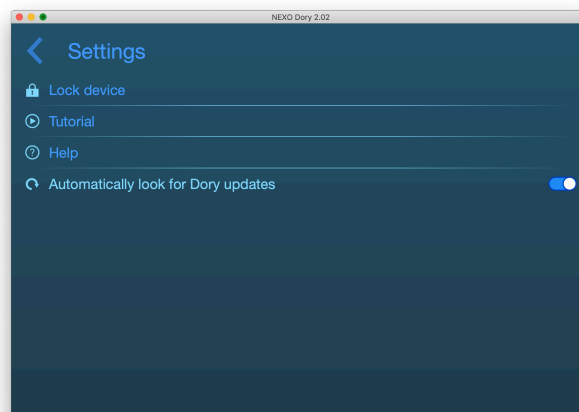 NEXO Dory 2.02
Settings
Lock device
Tutorial
Help
Automatically look for Dory updates